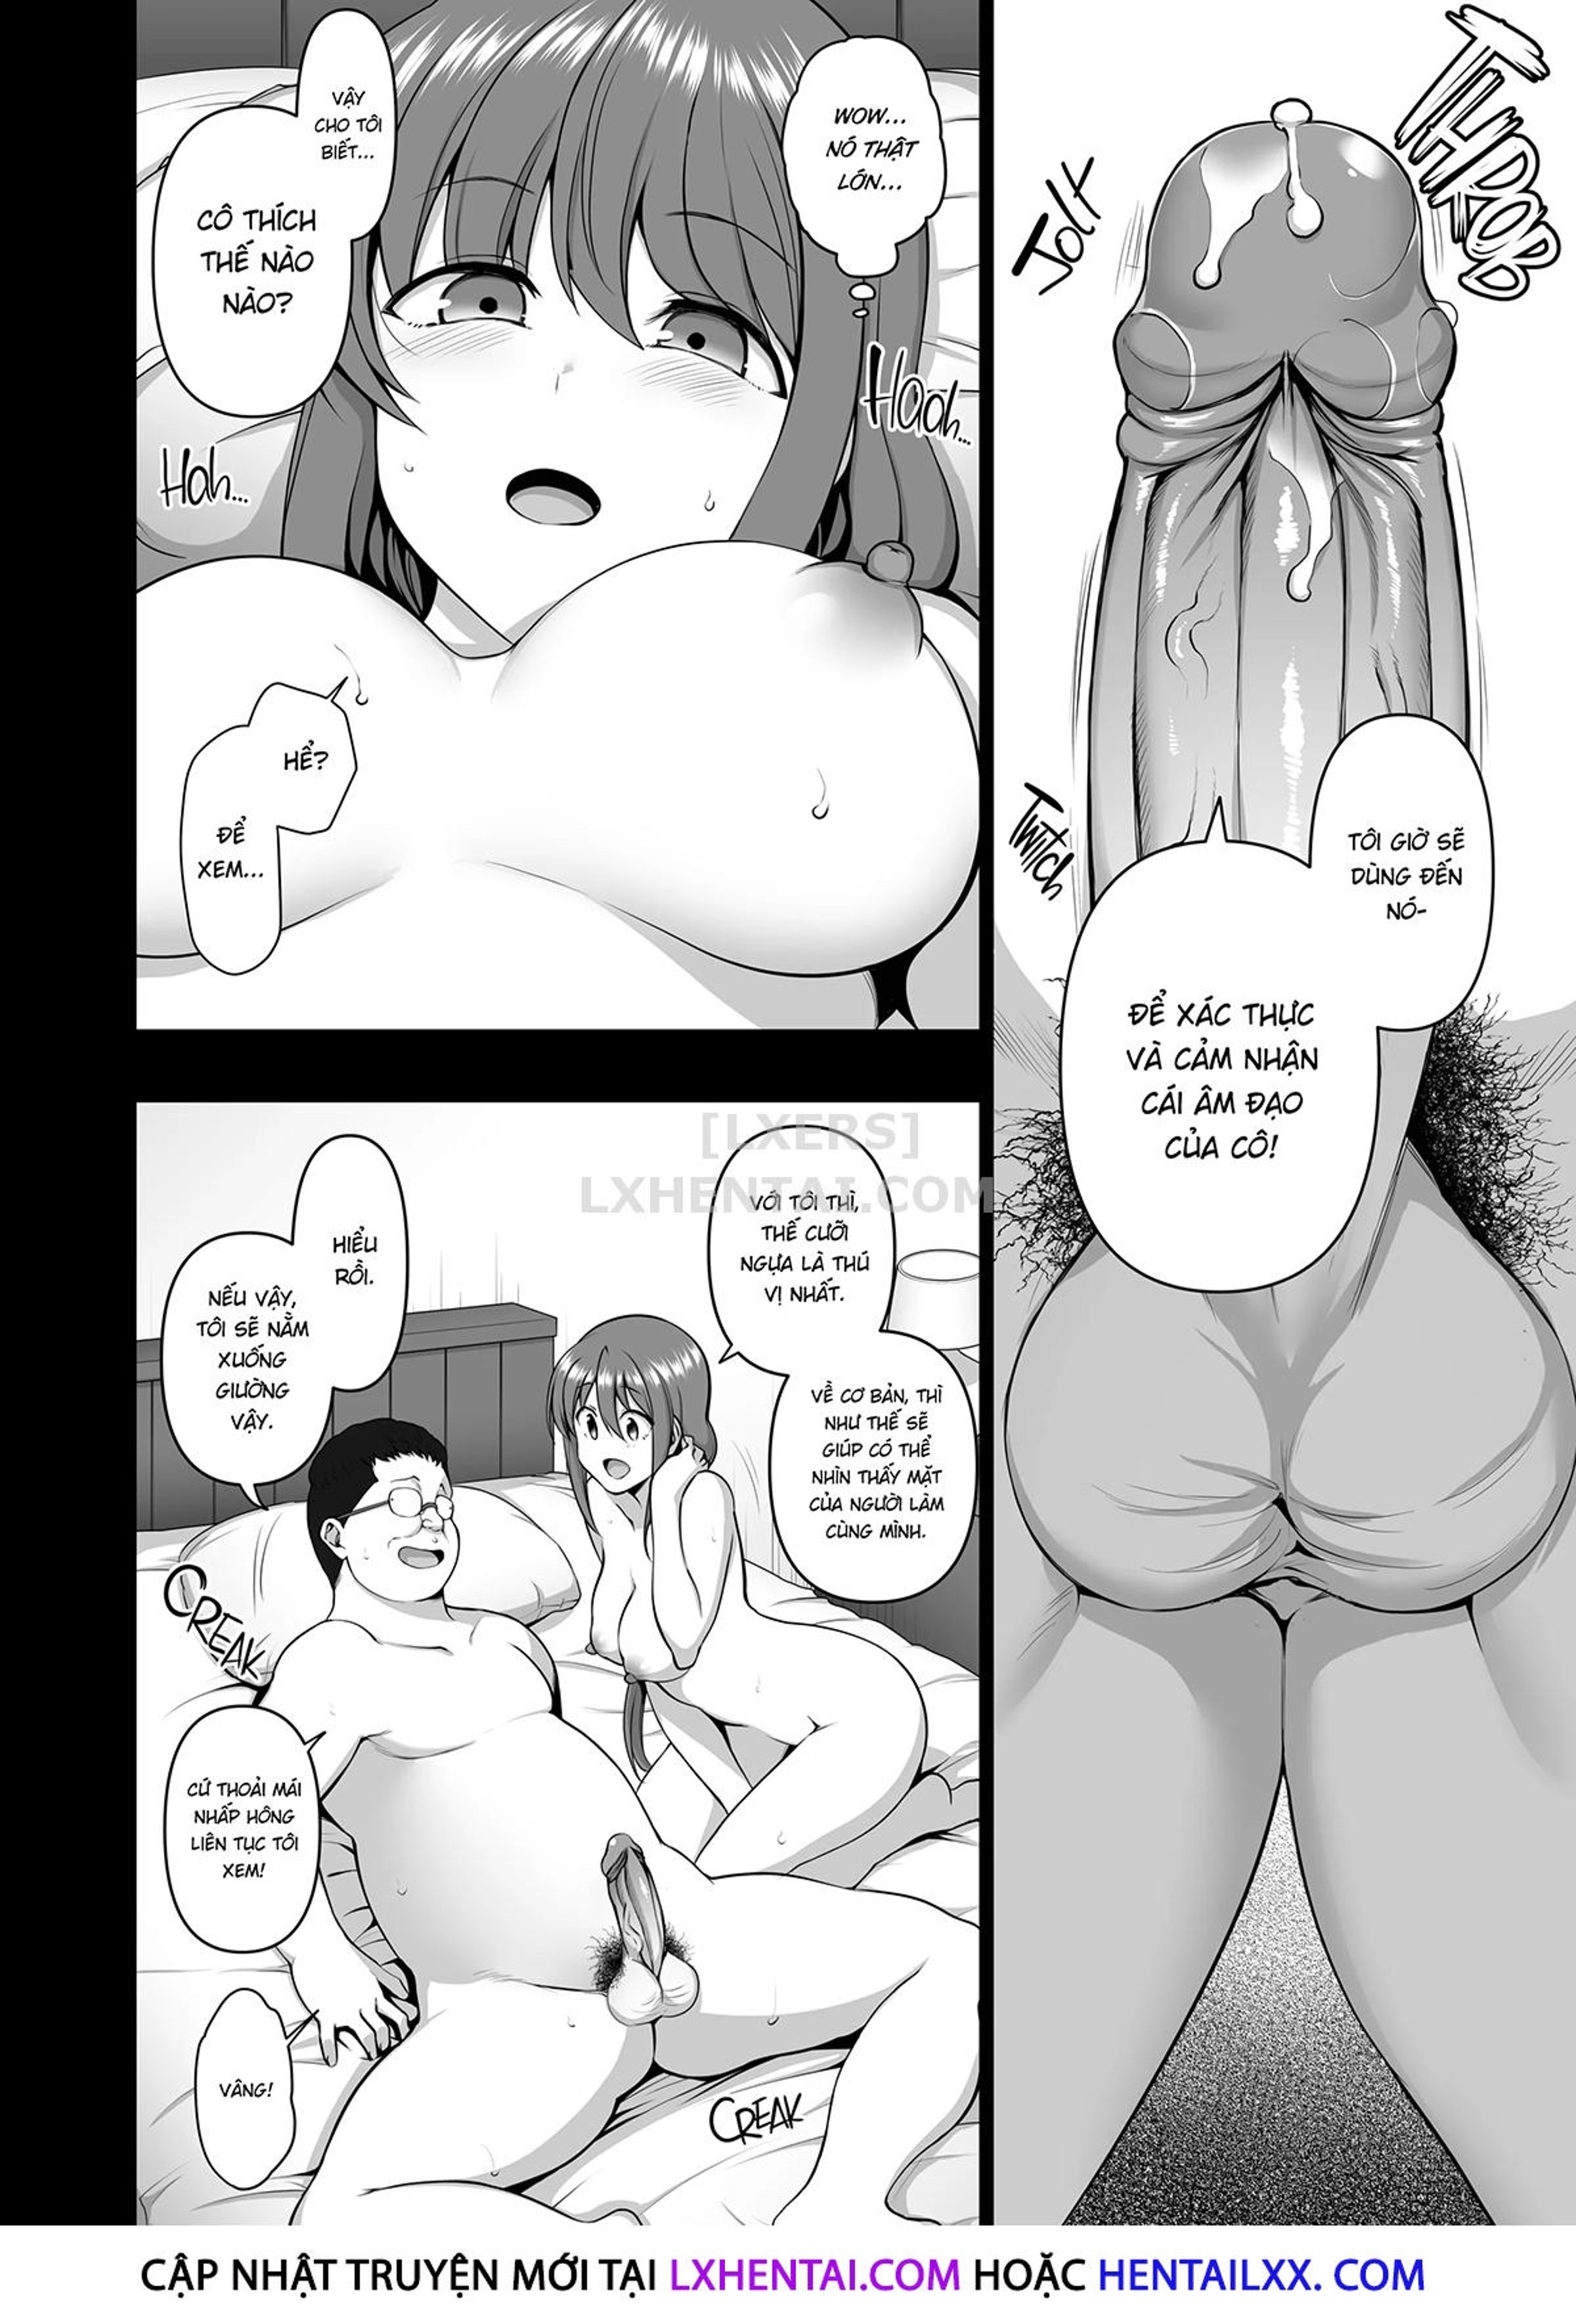 THROB
JOLT
TWITCH
TÔI GIỜ SẼ
DÙNG ĐẾN
NÓ-
ĐỂ XÁC THỰC
VÀ CẢM NHẬN
CÁI ÂM ĐẠO
CỦA CÔ!
WOW...
NÓ THẬT
LỚN...
VẬY
CHO TÔI
BIẾT...
CÔ THÍCH
THẾ NÀO
NÀO?
Haah...
Hah...
HỂ?
ĐỂ
XEM...
[LXERS]
LXHENTAI.COM
VỚI TÔI THÌ,
THẾ CƯỠI
NGỰA LÀ THÚ
VỊ NHẤT.
VỀ CƠ BẢN, THÌ
NHƯ THẾ SẼ
GIÚP CÓ THỂ
NHÌN THẤY MẶT
CỦA NGƯỜI LÀM
CÙNG MÌNH.
HIỂU
RỒI.
NẾU VẬY,
TÔI SẼ NẰM
XUỐNG
GIƯỜNG
VẬY.
CREAK
CỨ THOẢI MÁI
NHẤP HÔNG
LIÊN TỤC TÔI
XEM!
VÂNG!
CREAK
CẬP NHẬT TRUYỆN MỚI TẠI LXHENTAI.COM HOẶC HENTAILXX. COM